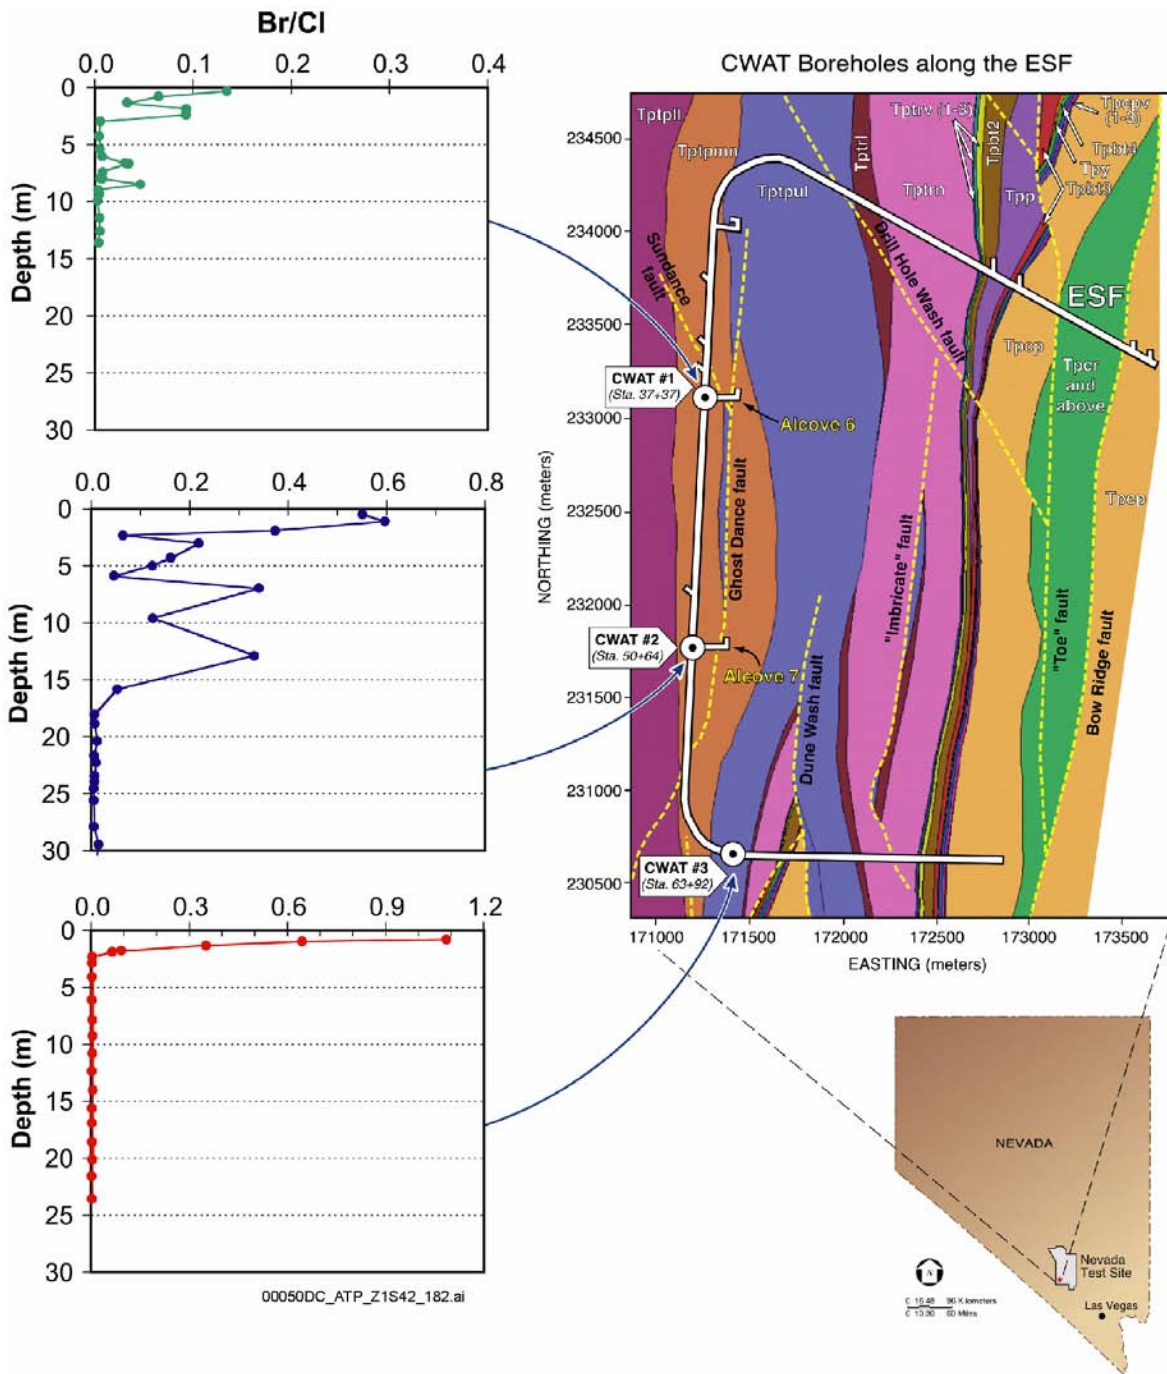 Br/Cl
0.0 0.1 0.2 0.3 0.4
0
5
10
15
20
25
30
Depth (m)
0.0 0.2 0.4 0.6 0.8
0
5
10
15
20
25
30
Depth (m)
0.0 0.3 0.6 0.9 1.2
0
5
10
15
20
25
30
Depth (m)
00050DC_ATP_Z1S42_182.ai
CWAT Boreholes along the ESF
234500
234000
233500
233000
232500
232000
231500
231000
230500
NORTHING (meters)
171000 171500 172000 172500 173000 173500
EASTING (meters)
Tptpll
Tptpmn
Tptpul
Tptrl
Tptrv (1-3)
Tptrn
Tpbt2
Tpp
Tpcpv
(1-3)
Tpbt4
Tpy
Tpbt3
Sundance
fault
Drill Hole Wash fault
ESF
Tpcp
Tpcr
and
above
Tpcp
CWAT #1
(Sta. 37+37)
Alcove 6
Ghost Dance fault
"Imbricate" fault
CWAT #2
(Sta. 50+64)
Alcove 7
Dune Wash fault
"Toe" fault
Bow Ridge fault
CWAT #3
(Sta. 63+92)
NEVADA
Nevada
Test Site
Las Vegas
N